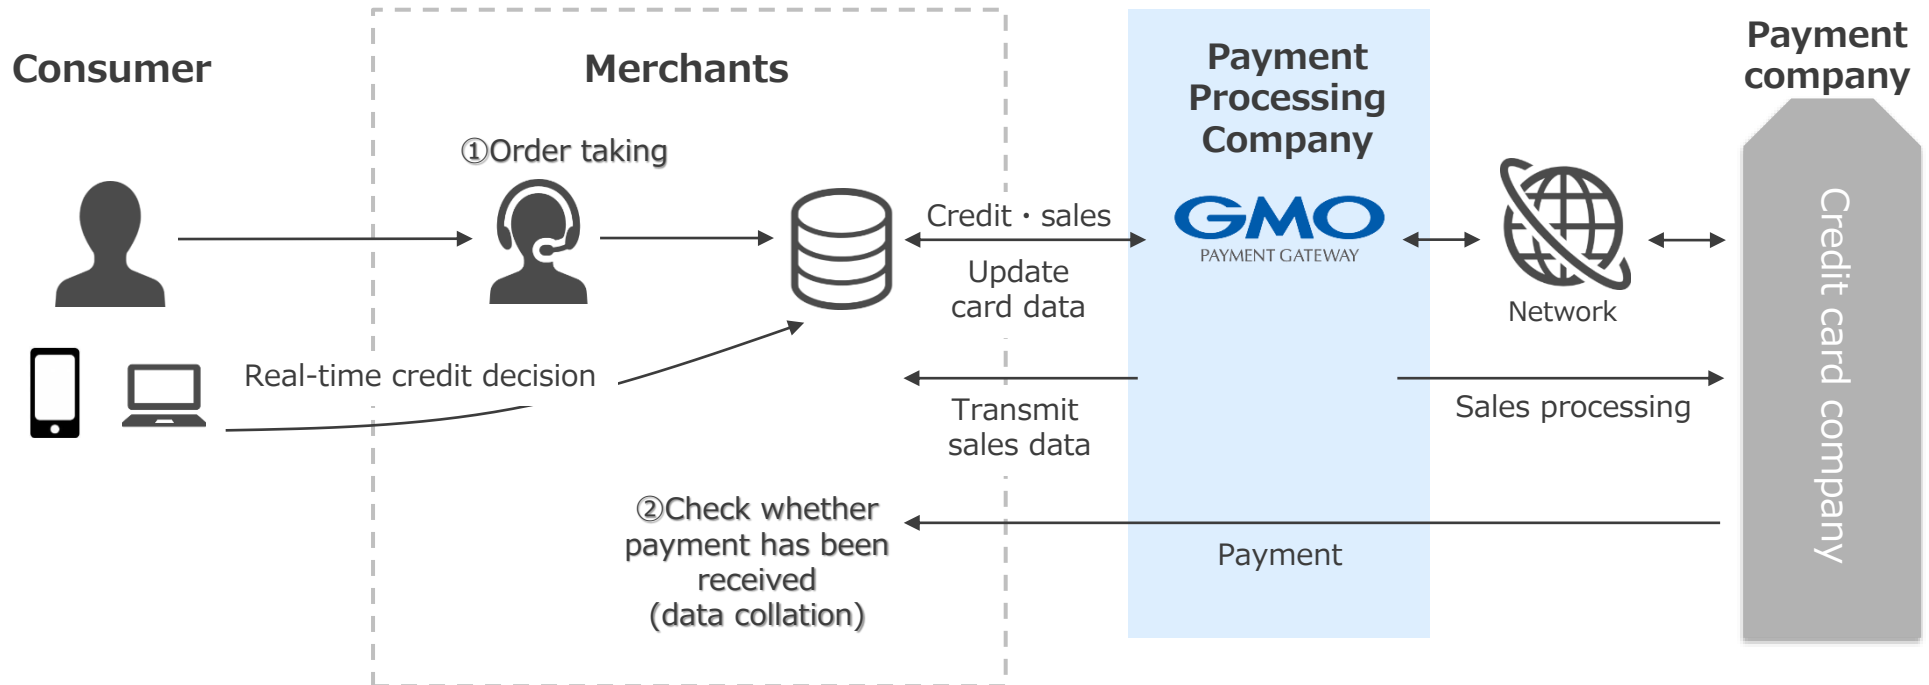 Consumer
Merchants
Payment
Processing
Company
Payment
company
①Order taking
Credit・sales
GMO
PAYMENT GATEWAY
Update
card data
Network
Real-time credit decision
Transmit
sales data
Sales processing
②Check whether
payment has been
received
(data collation)
Payment
Credit card company